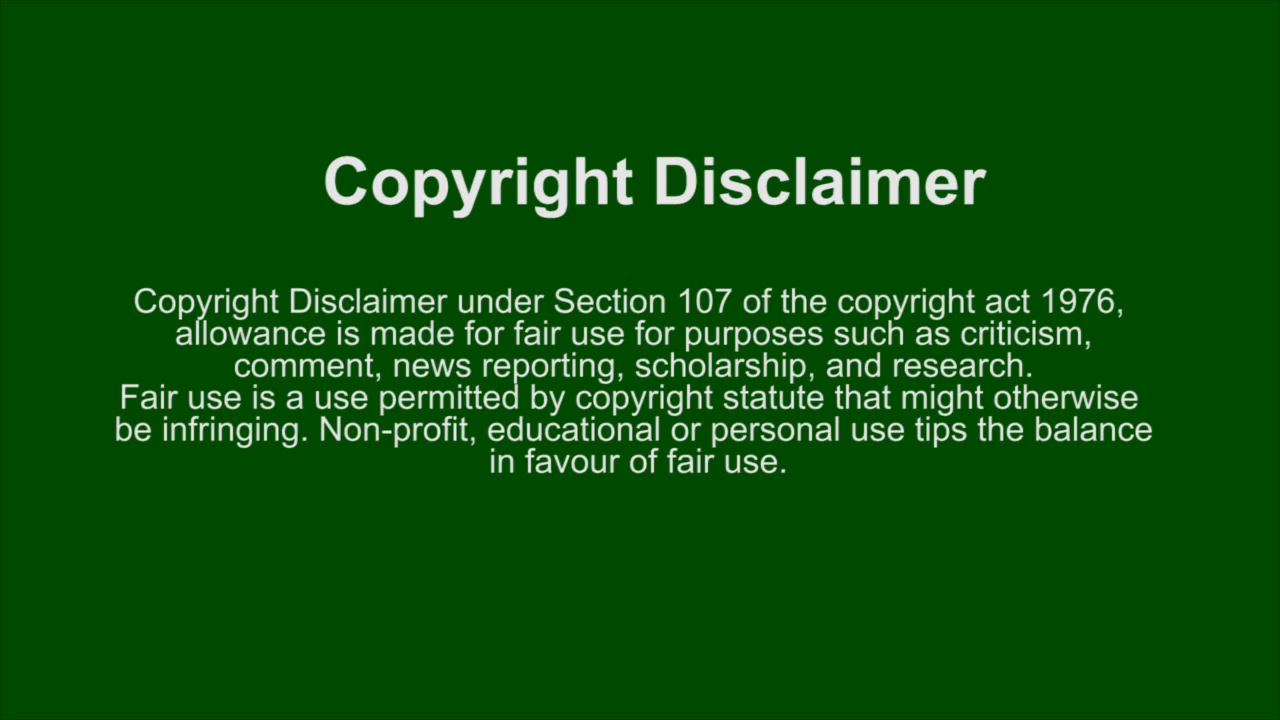 Copyright Disclaimer
Copyright Disclaimer under Section 107 of the copyright act 1976,
allowance is made for fair use for purposes such as criticism,
comment, news reporting, scholarship, and research.
Fair use is a use permitted by copyright statute that might otherwise
be infringing. Non-profit, educational or personal use tips the balance
in favour of fair use.